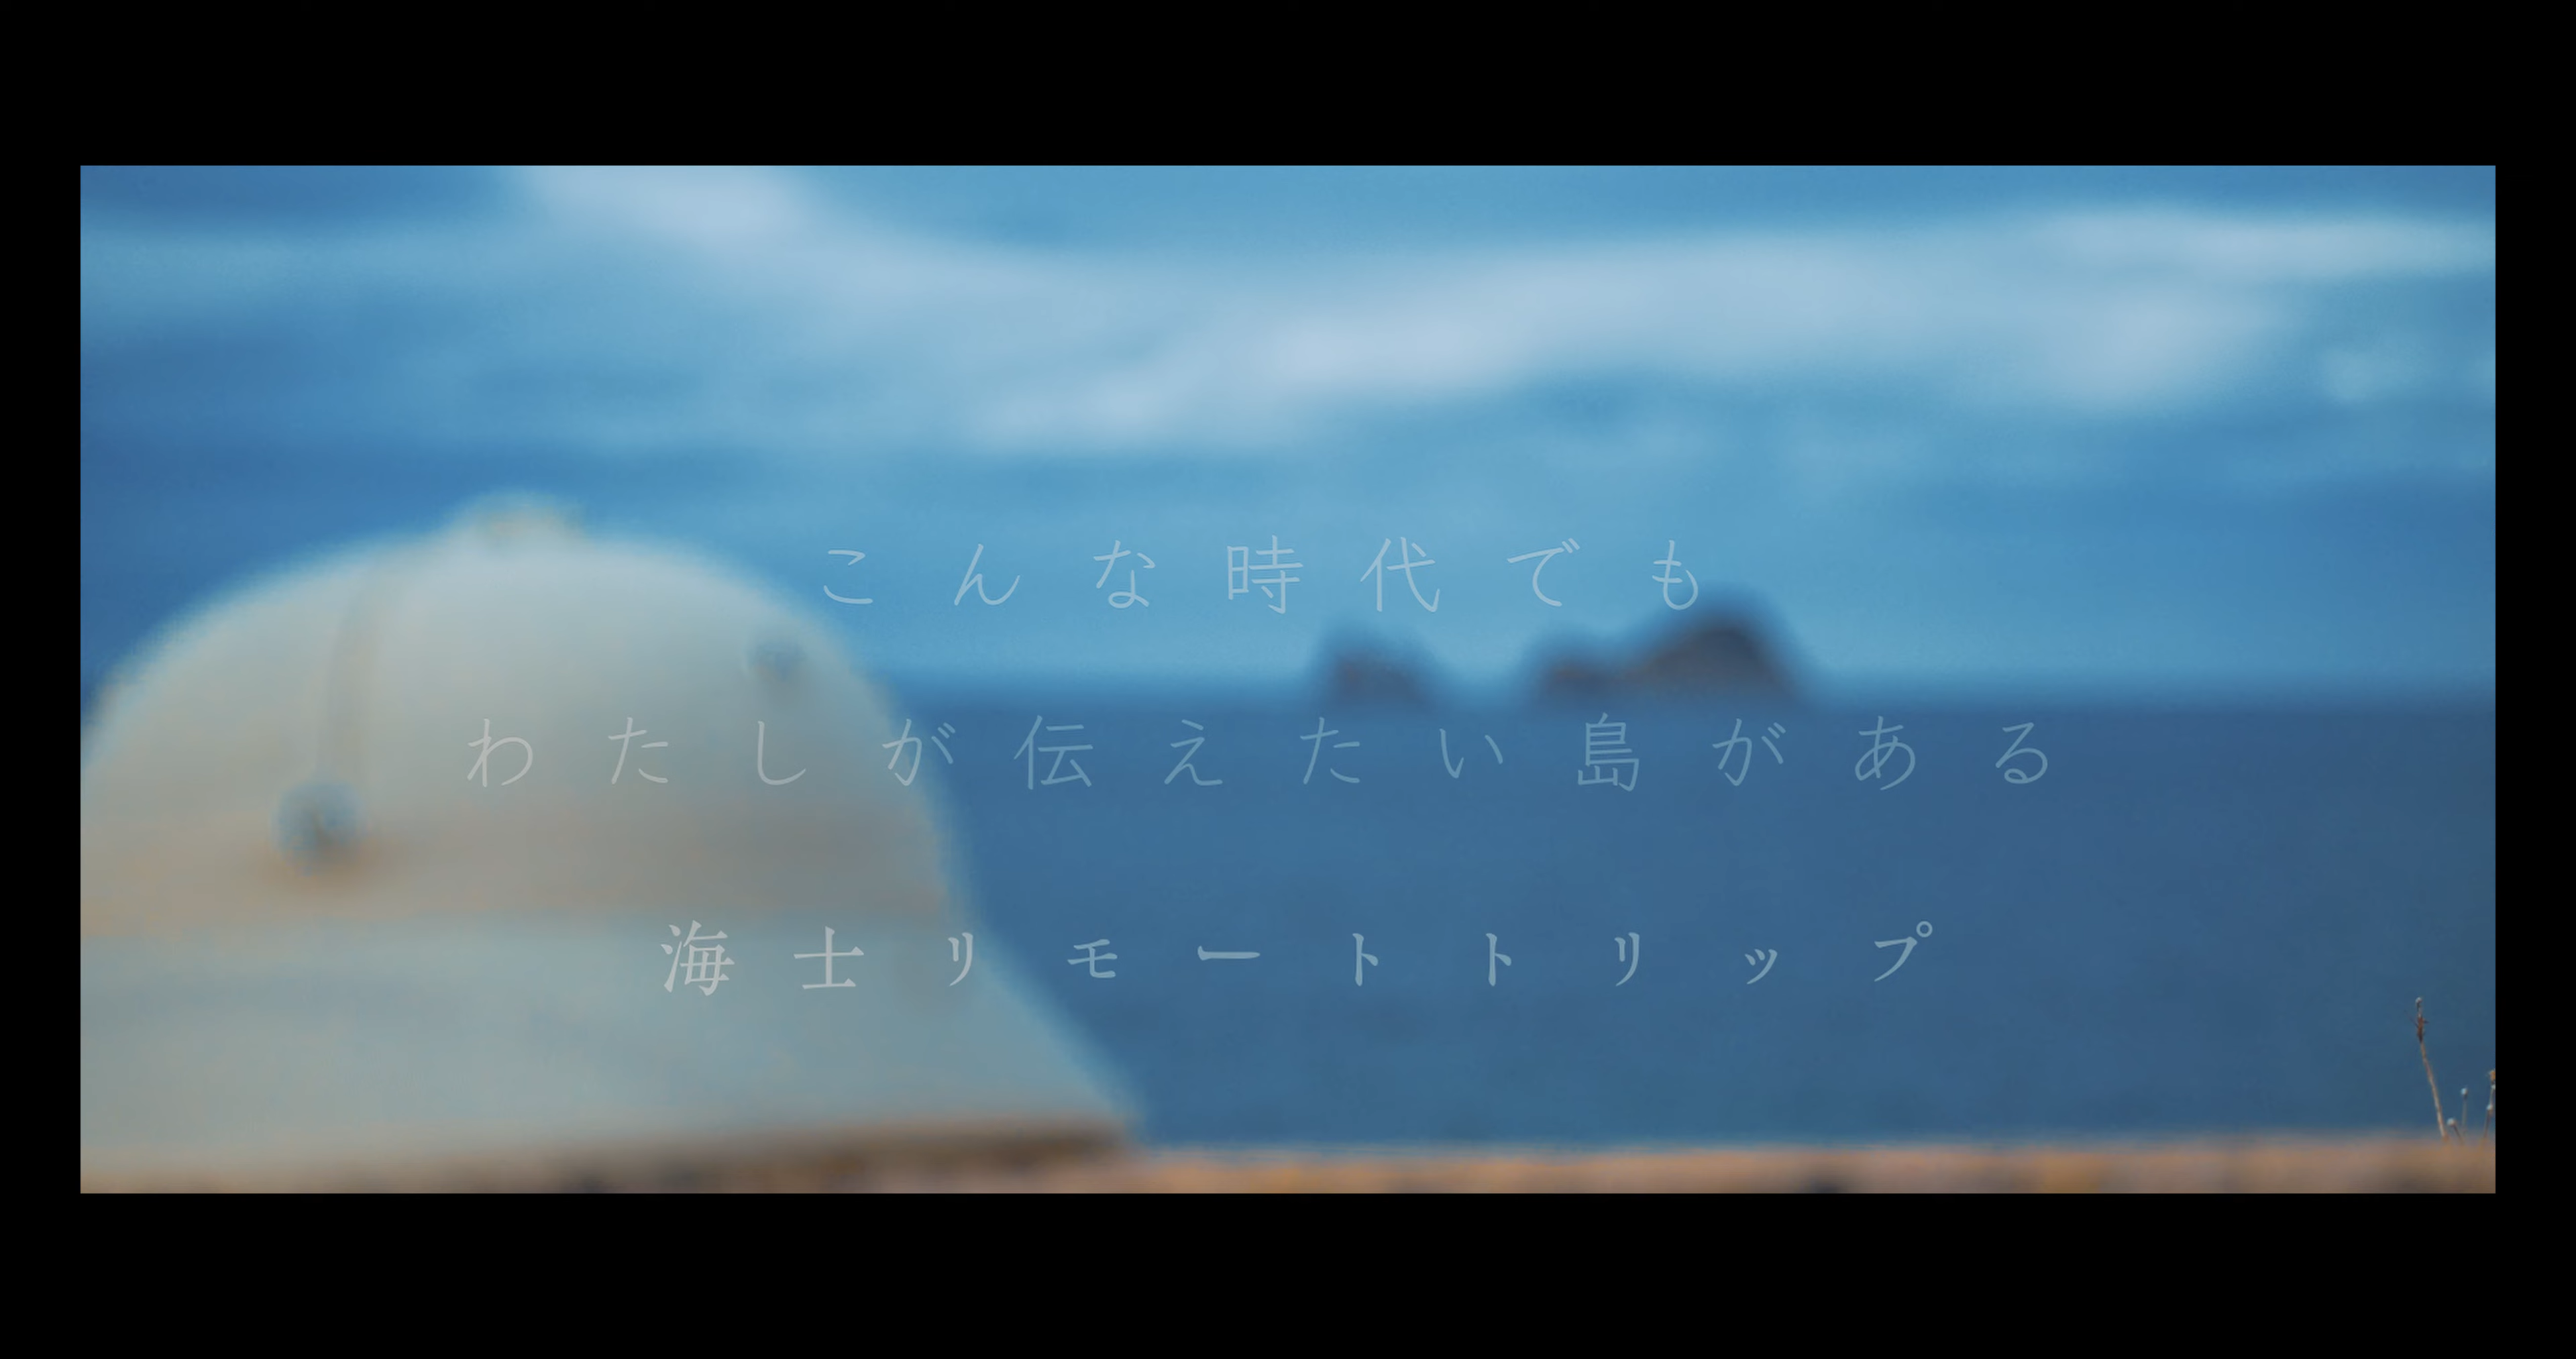 こんな時代でも
わたしが伝えたい島がある
海士リモートトリップ